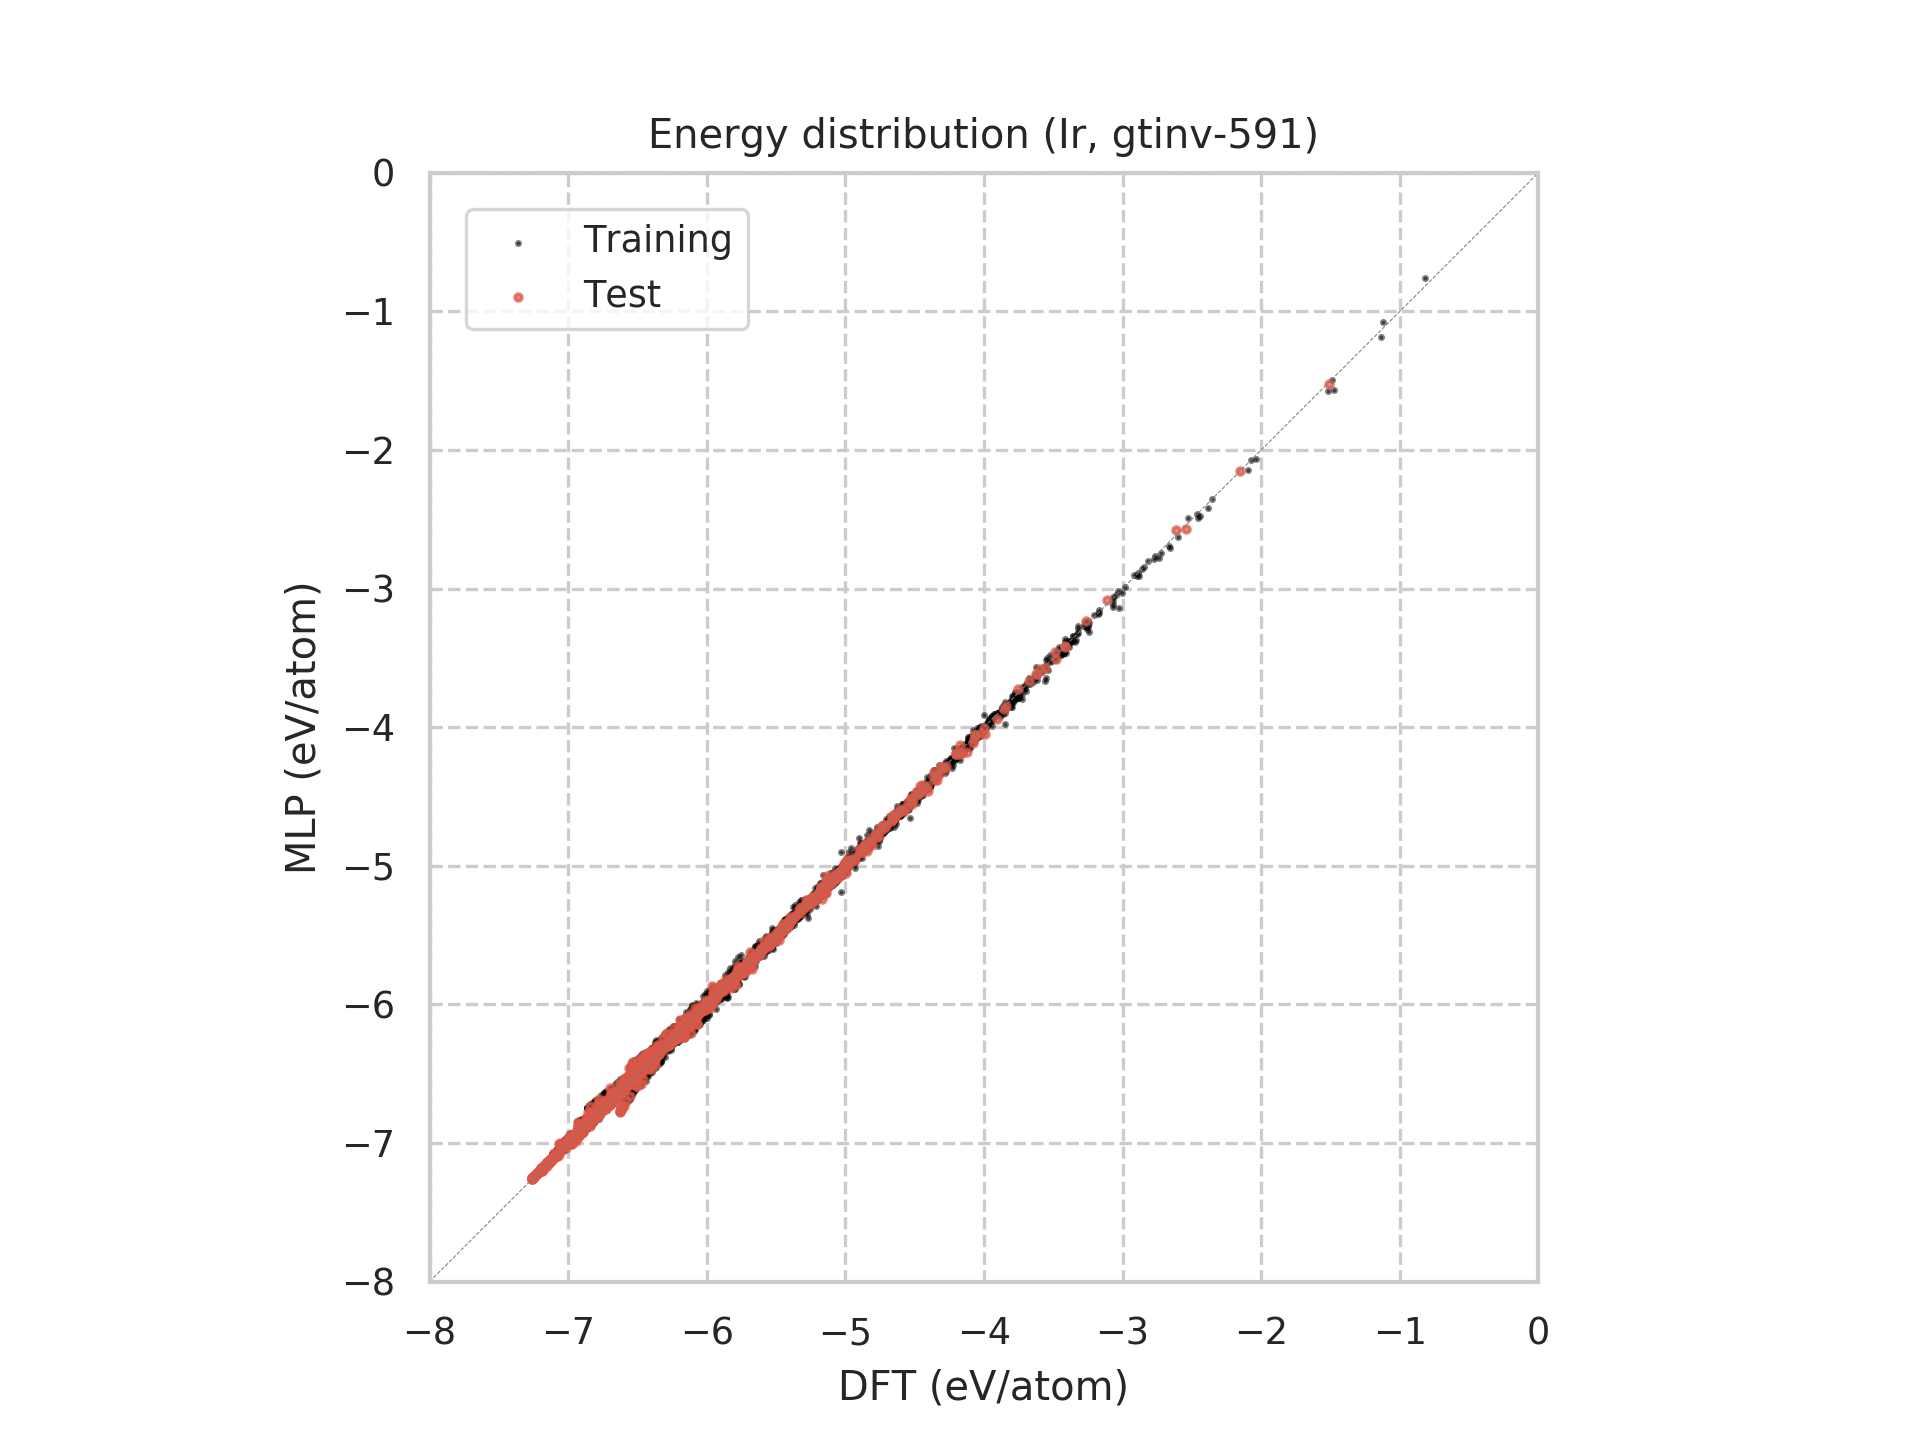 Energy distribution (Ir, gtinv-591)
Training
Test
MLP (eV/atom)
0
−1
−2
−3
−4
−5
−6
−7
−8
−8 −7 −6 −5 −4 −3 −2 −1 0
DFT (eV/atom)